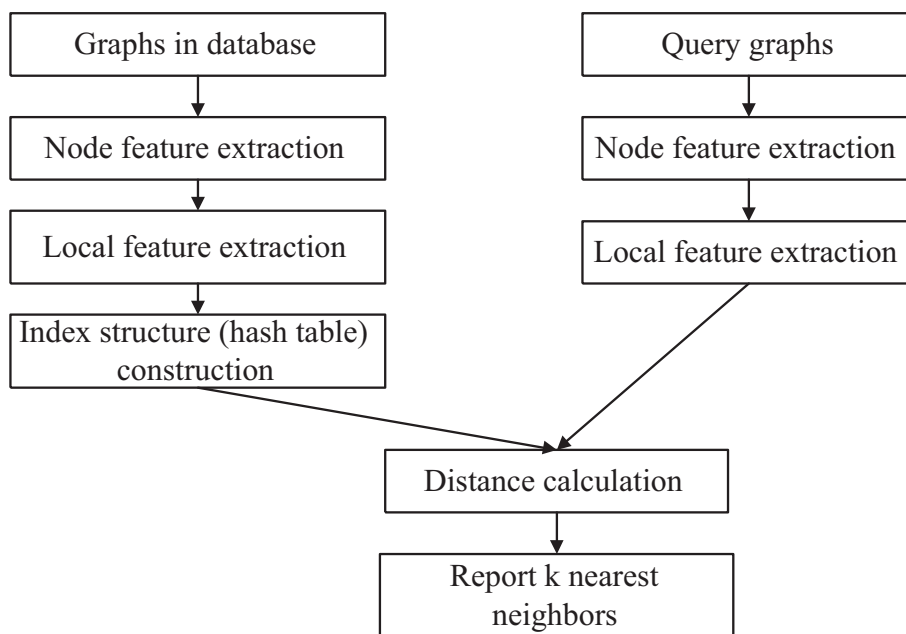 Graphs in database
Query graphs
Node feature extraction
Node feature extraction
Local feature extraction
Local feature extraction
Index structure (hash table)
construction
Distance calculation
Report k nearest
neighbors